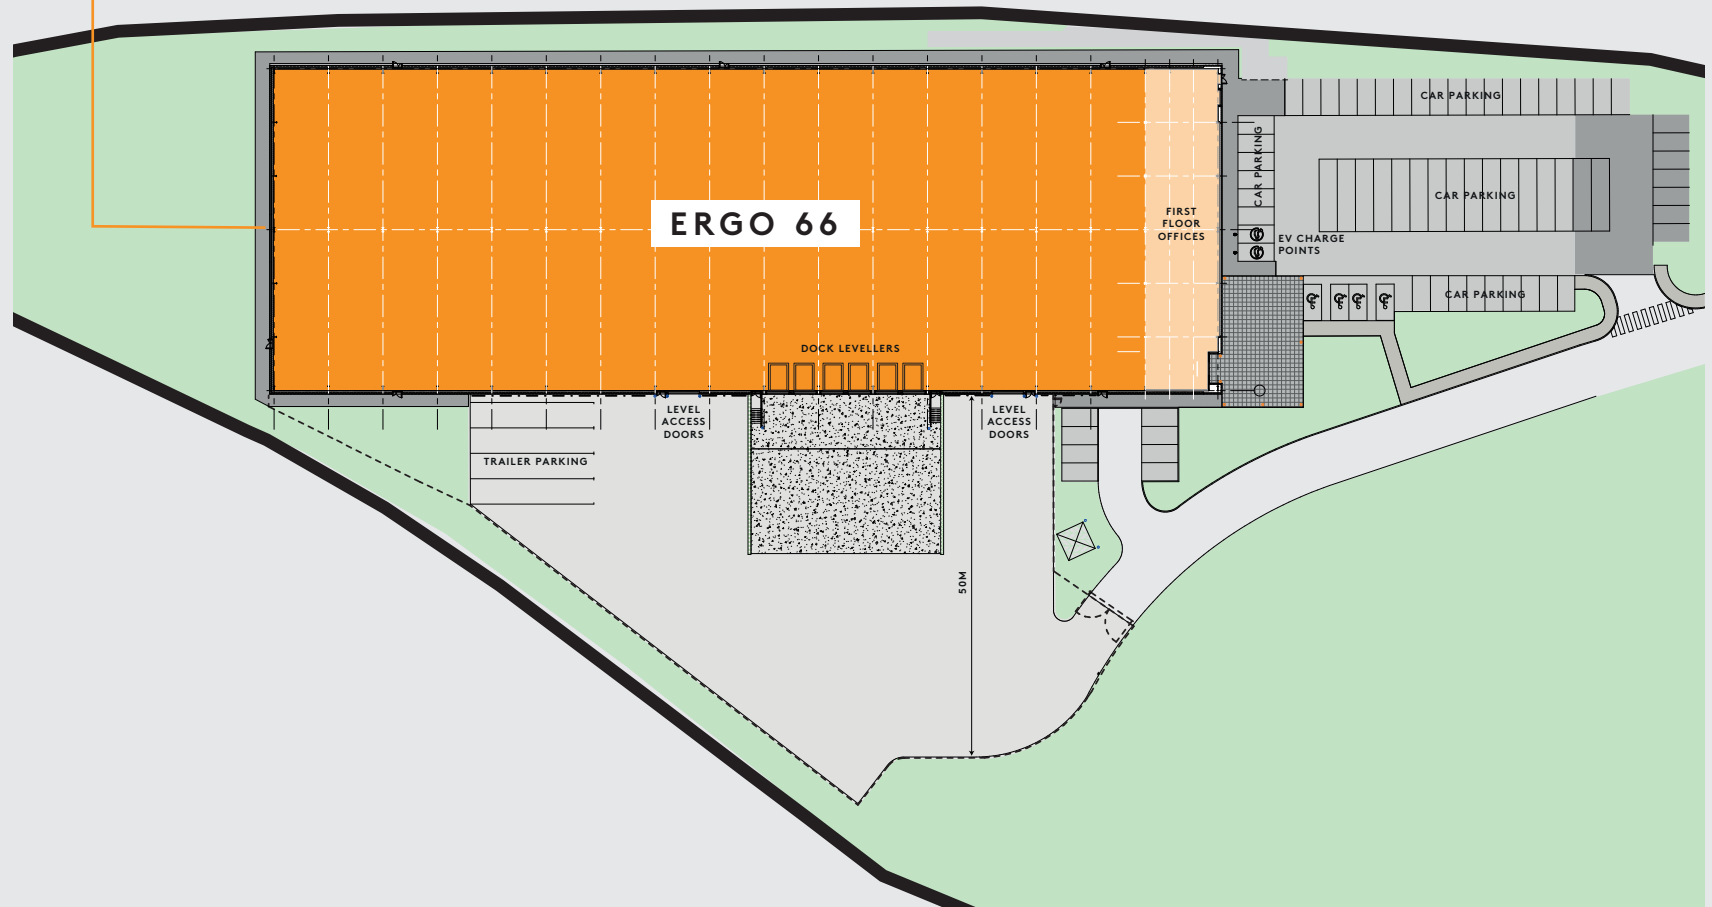 CAR PARKING
CAR PARKING
CAR PARKING
ERGO 66
FIRST
FLOOR
OFFICES
EV CHARGE
POINTS
CAR PARKING
DOCK LEVELLERS
LEVEL
ACCESS
DOORS
LEVEL
ACCESS
DOORS
TRAILER PARKING
50M